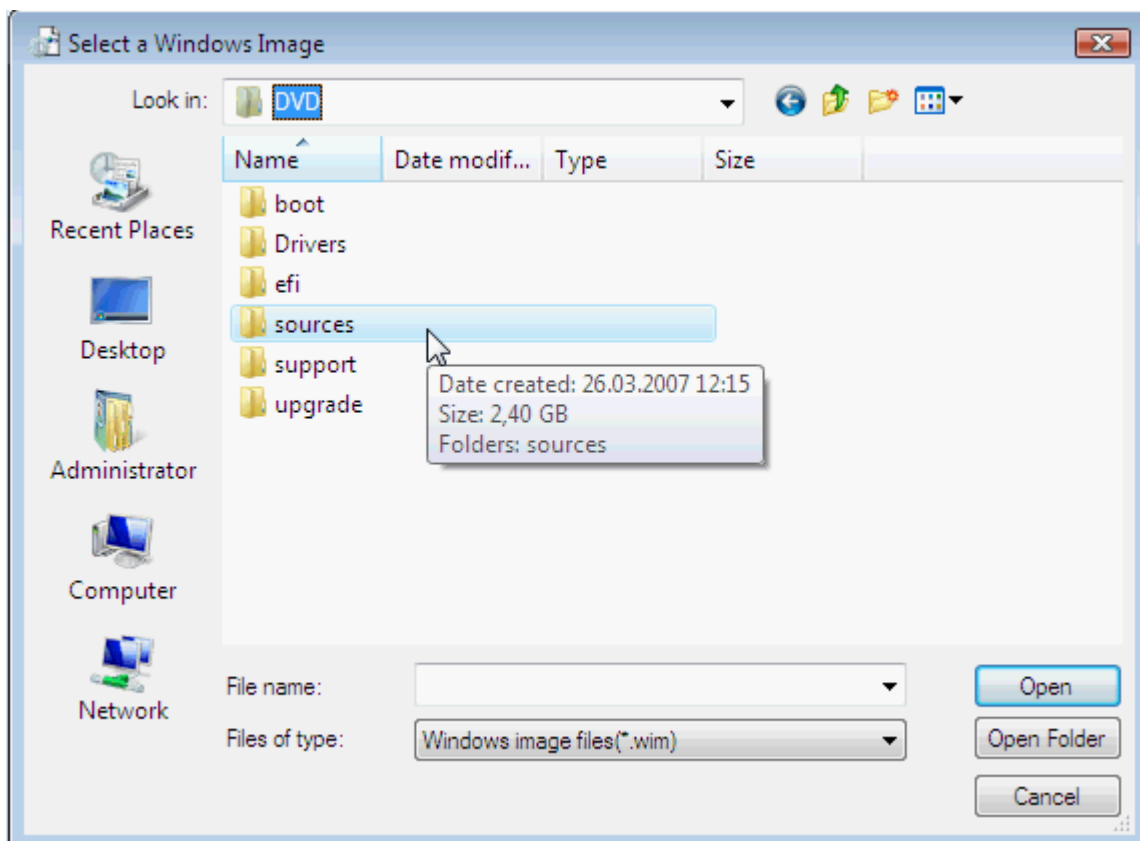 Select a Windows Image
Look in: DVD
Name Date modif... Type Size
Recent Places
Desktop
Administrator
Computer
Network
boot
Drivers
efi
sources
support
upgrade
Date created: 26.03.2007 12:15
Size: 2,40 GB
Folders: sources
File name:
Open
Files of type: Windows image files(*.wim)
Open Folder
Cancel